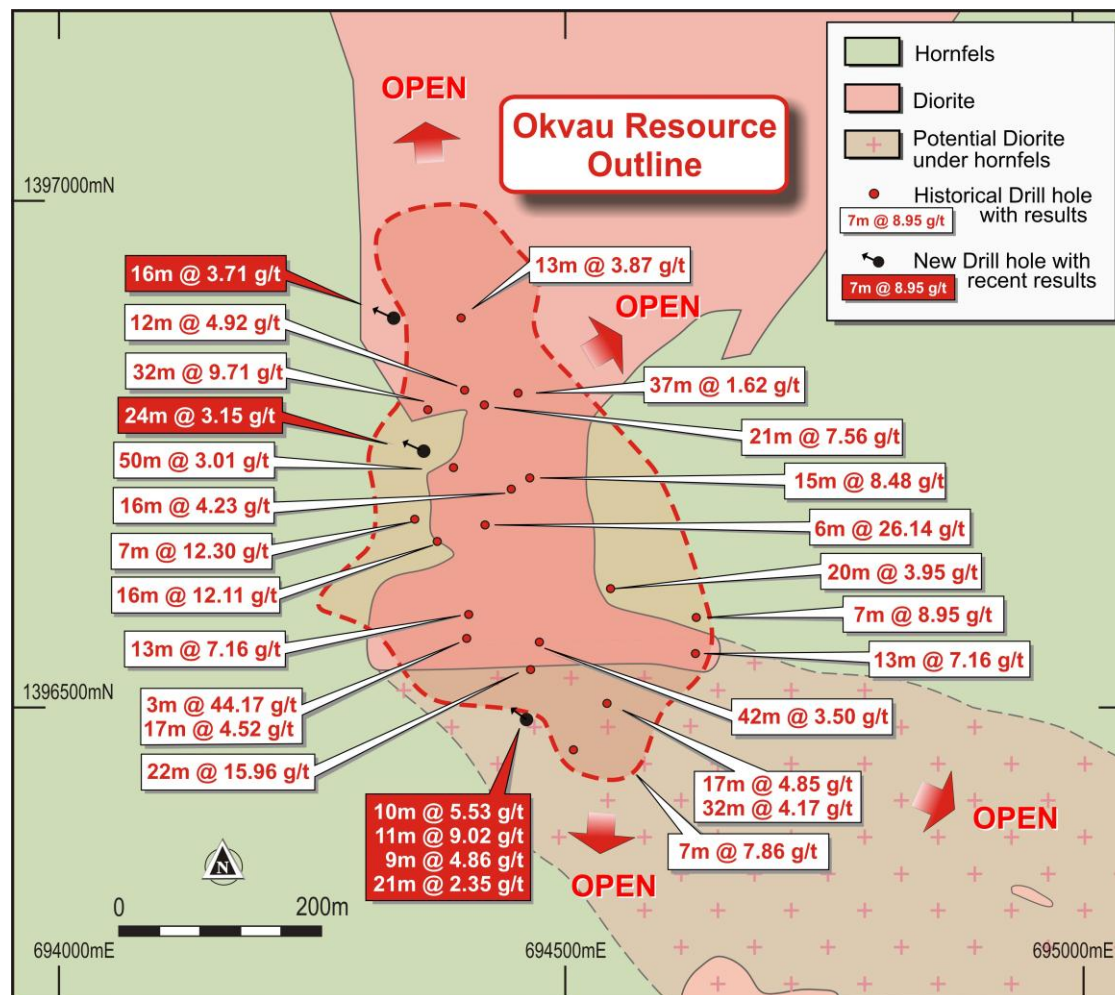 OPEN
Okvau Resource
Outline
Hornfels
Diorite
Potential Diorite
under hornfels
Historical Drill hole
with results
7m @ 8.95 g/t
New Drill hole with
recent results
7m @ 8.95 g/t
1397000mN
16m @ 3.71 g/t
13m @ 3.87 g/t
OPEN
12m @ 4.92 g/t
32m @ 9.71 g/t
37m @ 1.62 g/t
24m @ 3.15 g/t
21m @ 7.56 g/t
50m @ 3.01 g/t
15m @ 8.48 g/t
16m @ 4.23 g/t
6m @ 26.14 g/t
7m @ 12.30 g/t
20m @ 3.95 g/t
16m @ 12.11 g/t
7m @ 8.95 g/t
13m @ 7.16 g/t
13m @ 7.16 g/t
1396500mN
3m @ 44.17 g/t
17m @ 4.52 g/t
42m @ 3.50 g/t
22m @ 15.96 g/t
17m @ 4.85 g/t
32m @ 4.17 g/t
10m @ 5.53 g/t
11m @ 9.02 g/t
9m @ 4.86 g/t
21m @ 2.35 g/t
OPEN
7m @ 7.86 g/t
OPEN
N
0 200m
694000mE
694500mE
695000mE